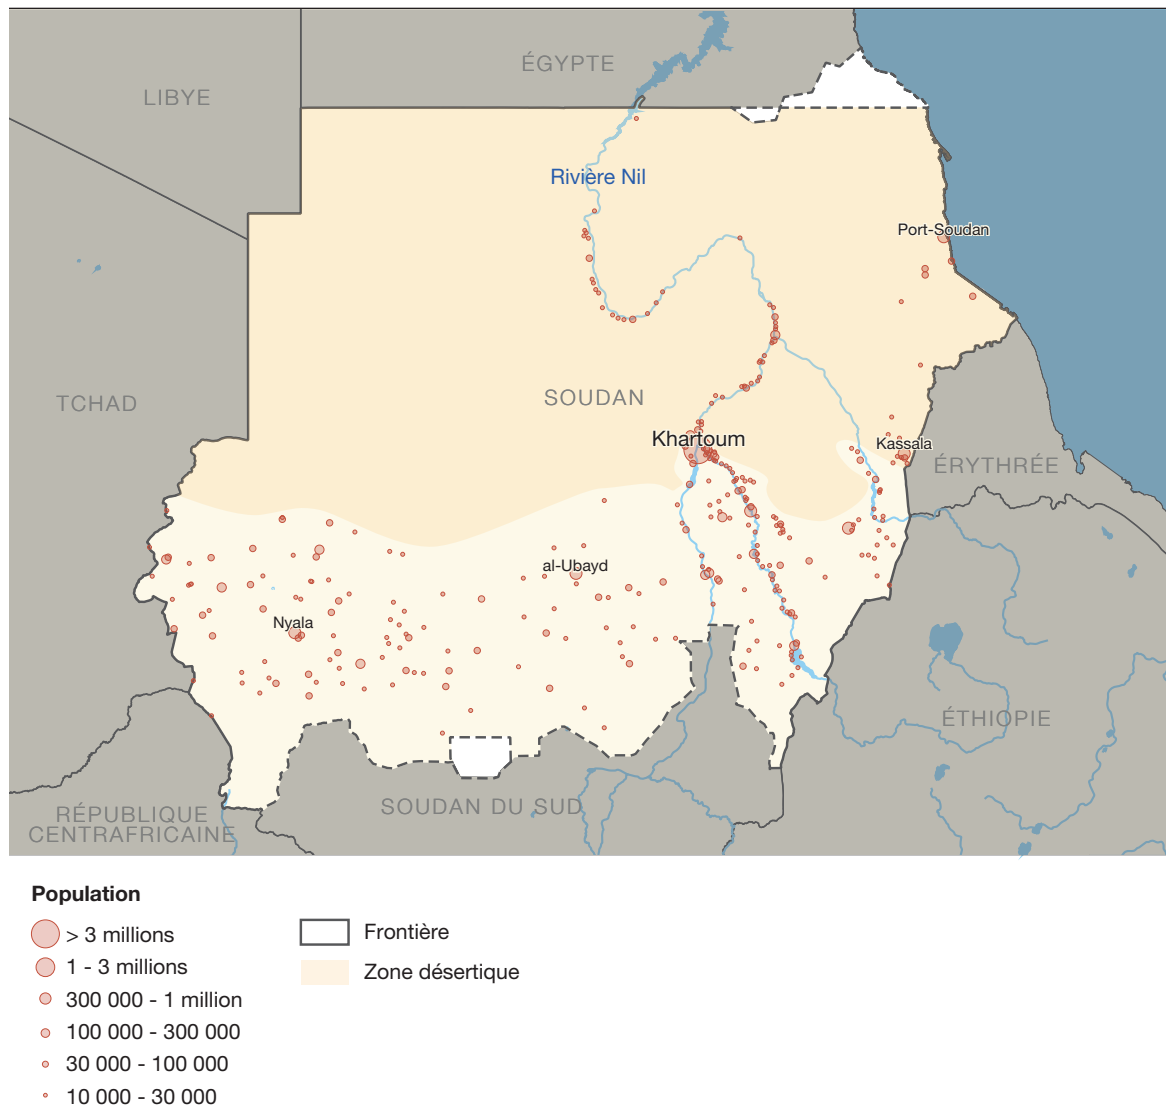 ÉGYPTE
LIBYE
Rivière Nil
Port-Soudan
SOUDAN
TCHAD
Khartoum
Kassala
ÉRYTHRÉE
al-Ubayd
Nyala
ÉTHIOPIE
SOUDAN DU SUD
RÉPUBLIQUE
CENTRAFRICAINE
Population
> 3 millions
1 - 3 millions
300 000 - 1 million
100 000 - 300 000
30 000 - 100 000
10 000 - 30 000
Frontière
Zone désertique